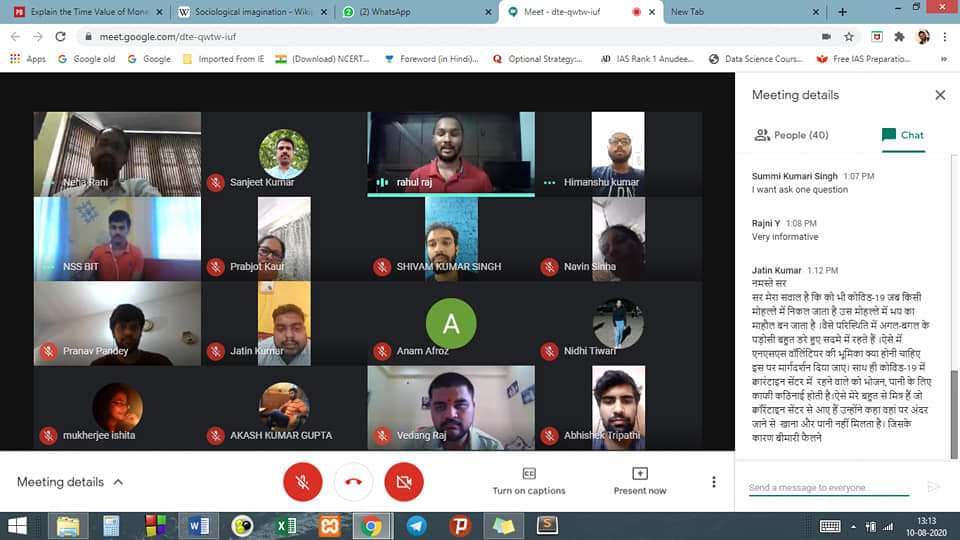 Explain the Time Value of Mone
Sociological imagination - Wikip
(2) WhatsApp
Meet - dte-qwtw-iuf
New Tab
meet.google.com/dte-qwtw-iuf
Apps
Google old
Google
Imported From IE
(Download) NCERT...
Foreword (in Hindi)...
Optional Strategy:...
IAS Rank 1 Anudee...
Data Science Cours...
Free IAS Preparatio...
Neha Rani
Sanjeet Kumar
rahul raj
Himanshu kumar
NSS BIT
Prabjot Kaur
SHIVAM KUMAR SINGH
Navin Sinha
Pranav Pandey
Jatin Kumar
A
Anam Afroz
Nidhi Tiwari
mukherjee ishita
AKASH KUMAR GUPTA
Vedang Raj
Abhishek Tripathi
Meeting details
People (40)
Chat
Summi Kumari Singh 1:07 PM
I want ask one question
Rajni Y 1:08 PM
Very informative
Jatin Kumar 1:12 PM
नमस्ते सर
सर मेरा सवाल है कि को भी कोविड-19 जब किसी
मोहल्ले में निकल जाता है उस मोहल्ले में भय का
माहौल बन जाता है ।वैसे परिस्थिति में अगल-बगल के
पड़ोसी बहुत डरे हुए सदमे में रहते हैं ।ऐसे में
एनएसएस वॉलिंटियर की भूमिका क्या होनी चाहिए
इस पर मार्गदर्शन दिया जाए। साथ ही कोविड-19 में
कारंटाइन सेंटर में रहने वाले को भोजन, पानी के लिए
काफी कठिनाई होती है।ऐसे मेरे बहुत से मित्र हैं जो
कॉरेंटाइन सेंटर से आए हैं उन्होंने कहा वहां पर अंदर
जाने से खाना और पानी नहीं मिलता है। जिसके
कारण बीमारी फैलने
Send a message to everyone
Meeting details
Turn on captions
Present now
13:13
10-08-2020